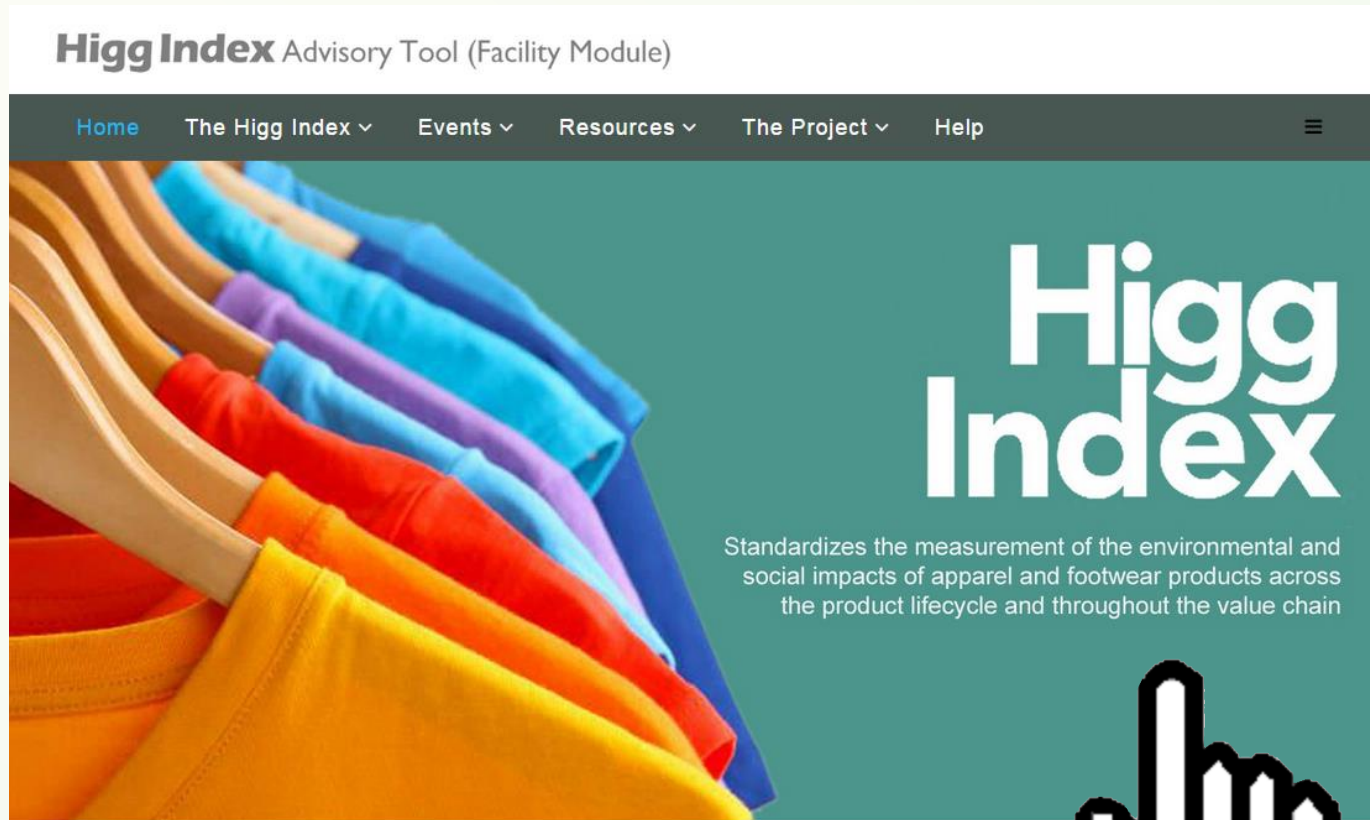 Higg Index Advisory Tool (Facility Module)
Home The Higg Index Events Resources The Project Help
Higg
Index
Standardizes the measurement of the environmental and
social impacts of apparel and footwear products across
the product lifecycle and throughout the value chain